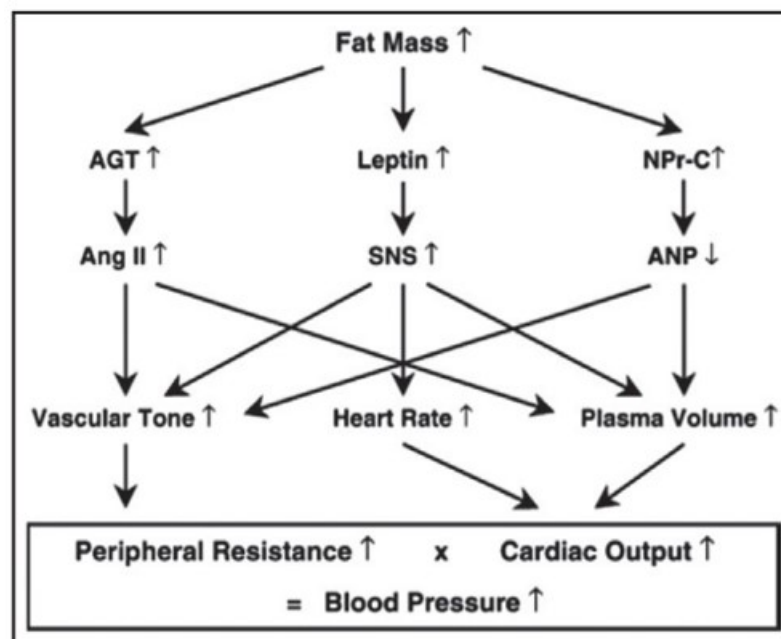 Fat Mass ↑
AGT ↑ Leptin ↑ NPr-C↑
Ang II ↑ SNS ↑ ANP ↓
Vascular Tone ↑ Heart Rate ↑ Plasma Volume ↑
Peripheral Resistance ↑ x Cardiac Output ↑
= Blood Pressure ↑